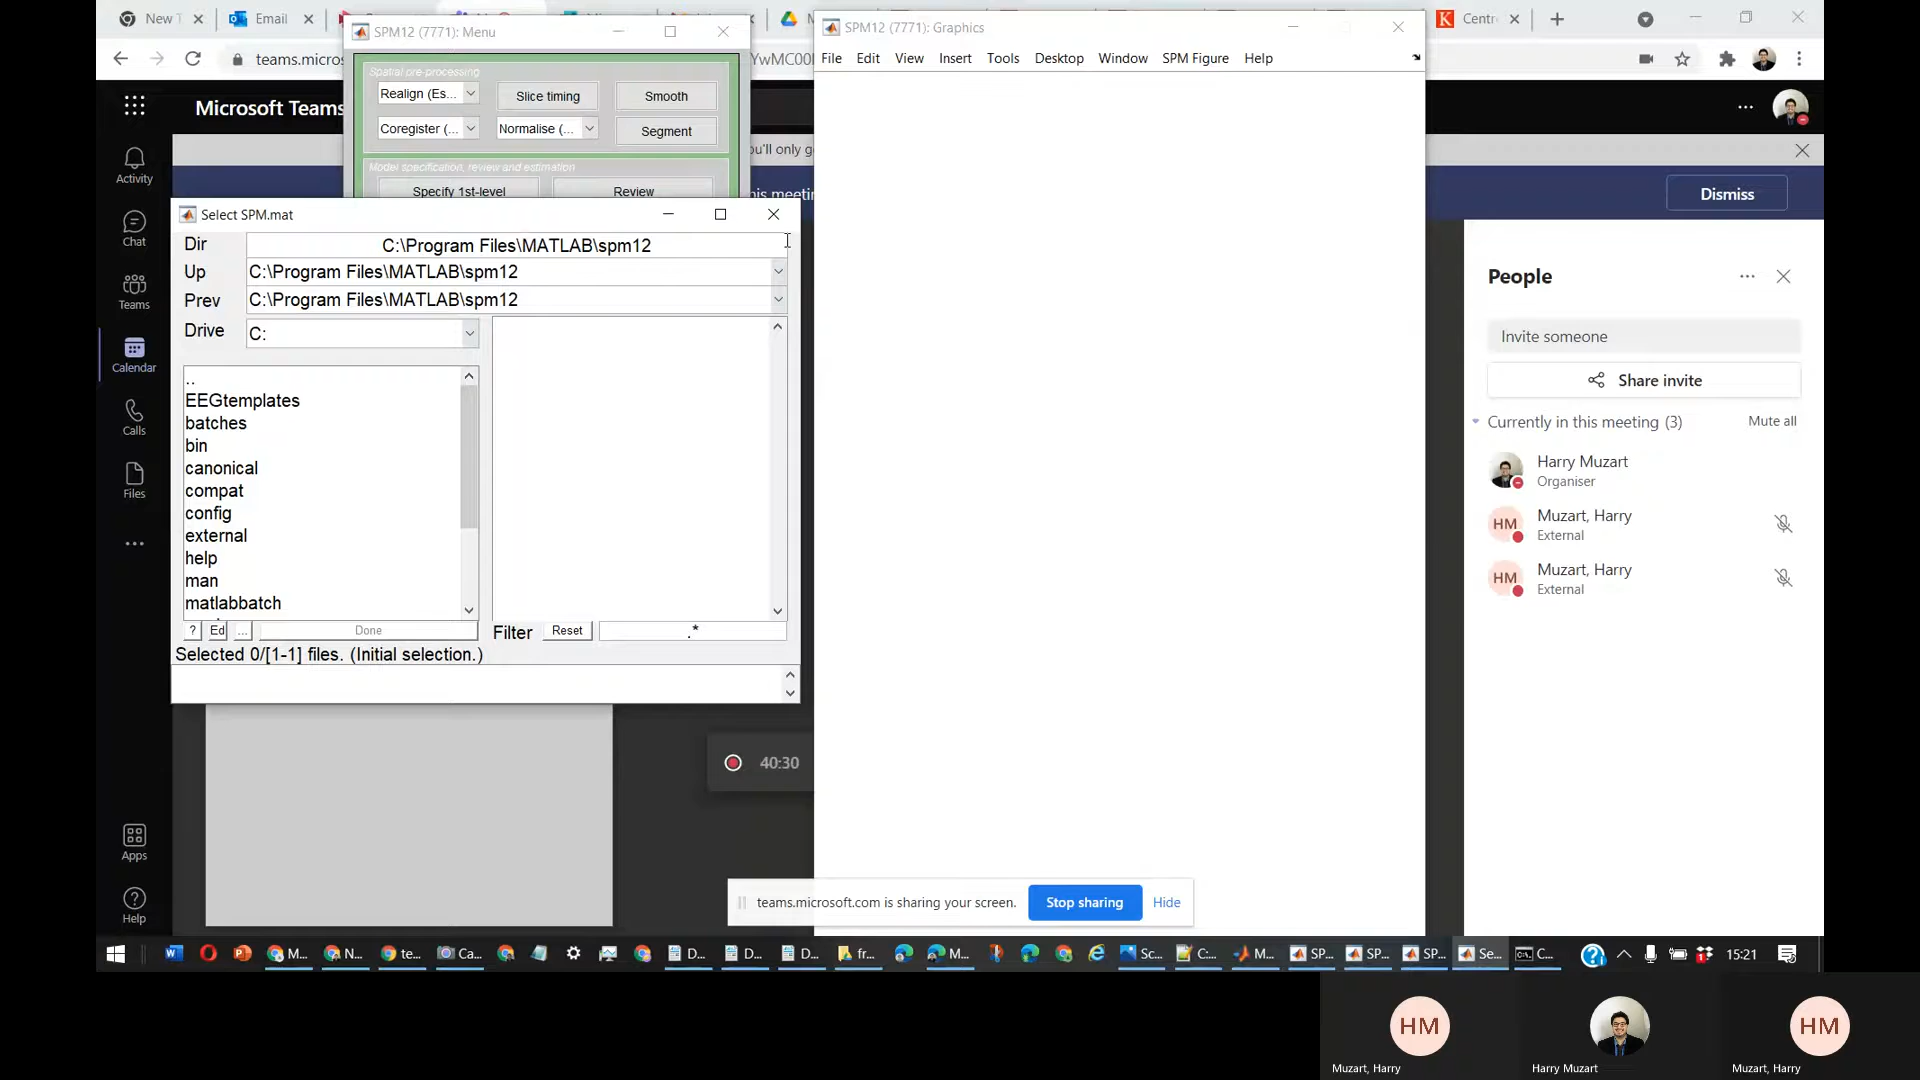 New T
Email
Centr
teams.micros
YwMC00
SPM12 (7771): Menu
Spatial pre-processing
Realign (Es...
Slice timing
Smooth
Coregister (...
Normalise (...
Segment
Model specification, review and estimation
Specify 1st-level
Review
SPM12 (7771): Graphics
File Edit View Insert Tools Desktop Window SPM Figure Help
Microsoft Teams
ou'll only g
his meetin
Dismiss
Activity
Chat
Teams
Calendar
Calls
Files
Apps
Help
Select SPM.mat
Dir
C:\Program Files\MATLAB\spm12
Up
C:\Program Files\MATLAB\spm12
Prev
C:\Program Files\MATLAB\spm12
Drive
C:
..
EEGtemplates
batches
bin
canonical
compat
config
external
help
man
matlabbatch
?
Ed
...
Done
Filter
Reset
.*
Selected 0/[1-1] files. (Initial selection.)
40:30
People
Invite someone
Share invite
Currently in this meeting (3)
Mute all
Harry Muzart
Organiser
HM
Muzart, Harry
External
HM
Muzart, Harry
External
teams.microsoft.com is sharing your screen.
Stop sharing
Hide
M...
N...
te...
Ca...
D...
D...
D...
fr...
M...
Sc...
C...
M...
SP...
SP...
SP...
Se...
C...
15:21
HM
HM
Muzart, Harry
Harry Muzart
Muzart, Harry